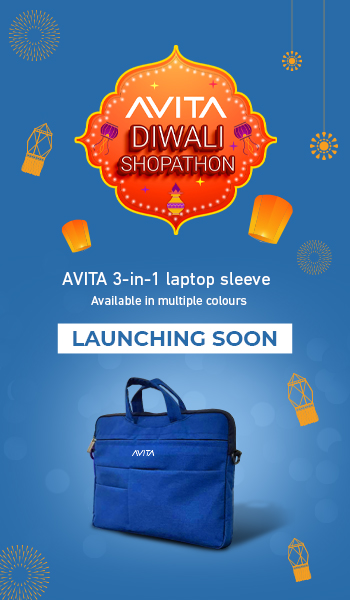 AVITA
DIWALI
SHOPATHON
AVITA 3-in-1 laptop sleeve
Available in multiple colours
LAUNCHING SOON
AVITA